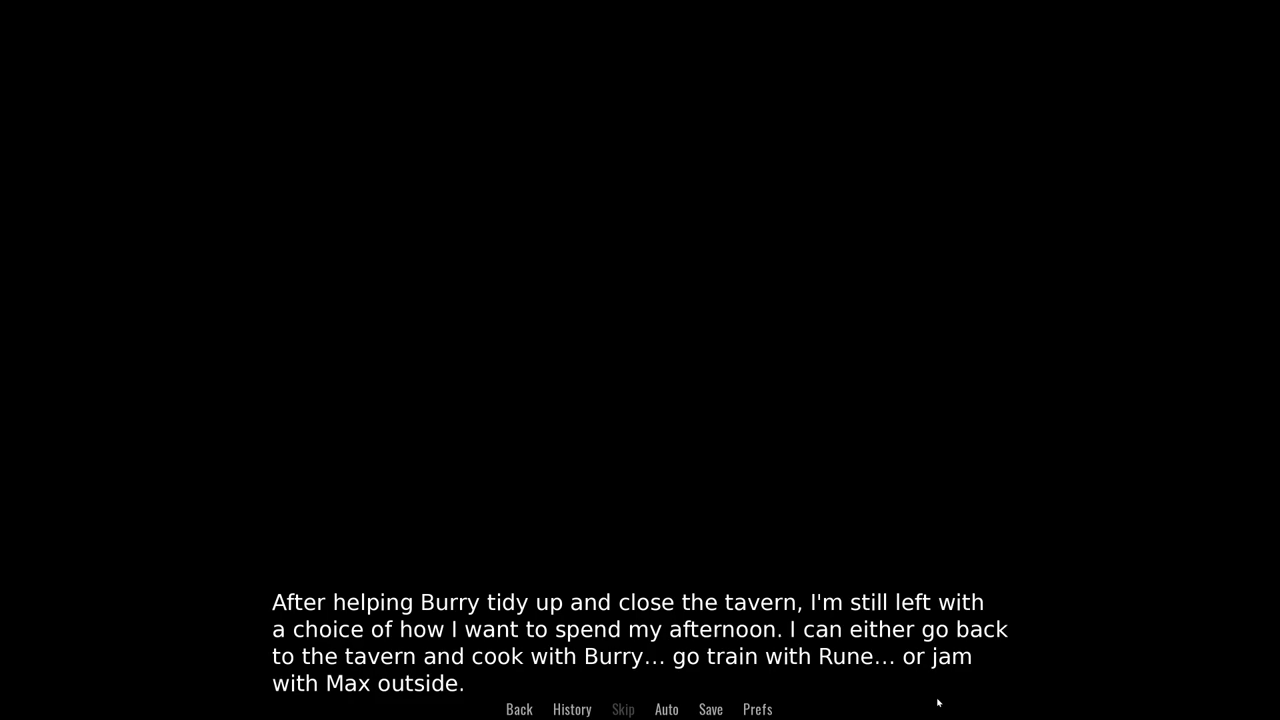 After helping Burry tidy up and close the tavern, I'm still left with
a choice of how I want to spend my afternoon. I can either go back
to the tavern and cook with Burry... go train with Rune... or jam
with Max outside.
Back History Skip Auto Save Prefs